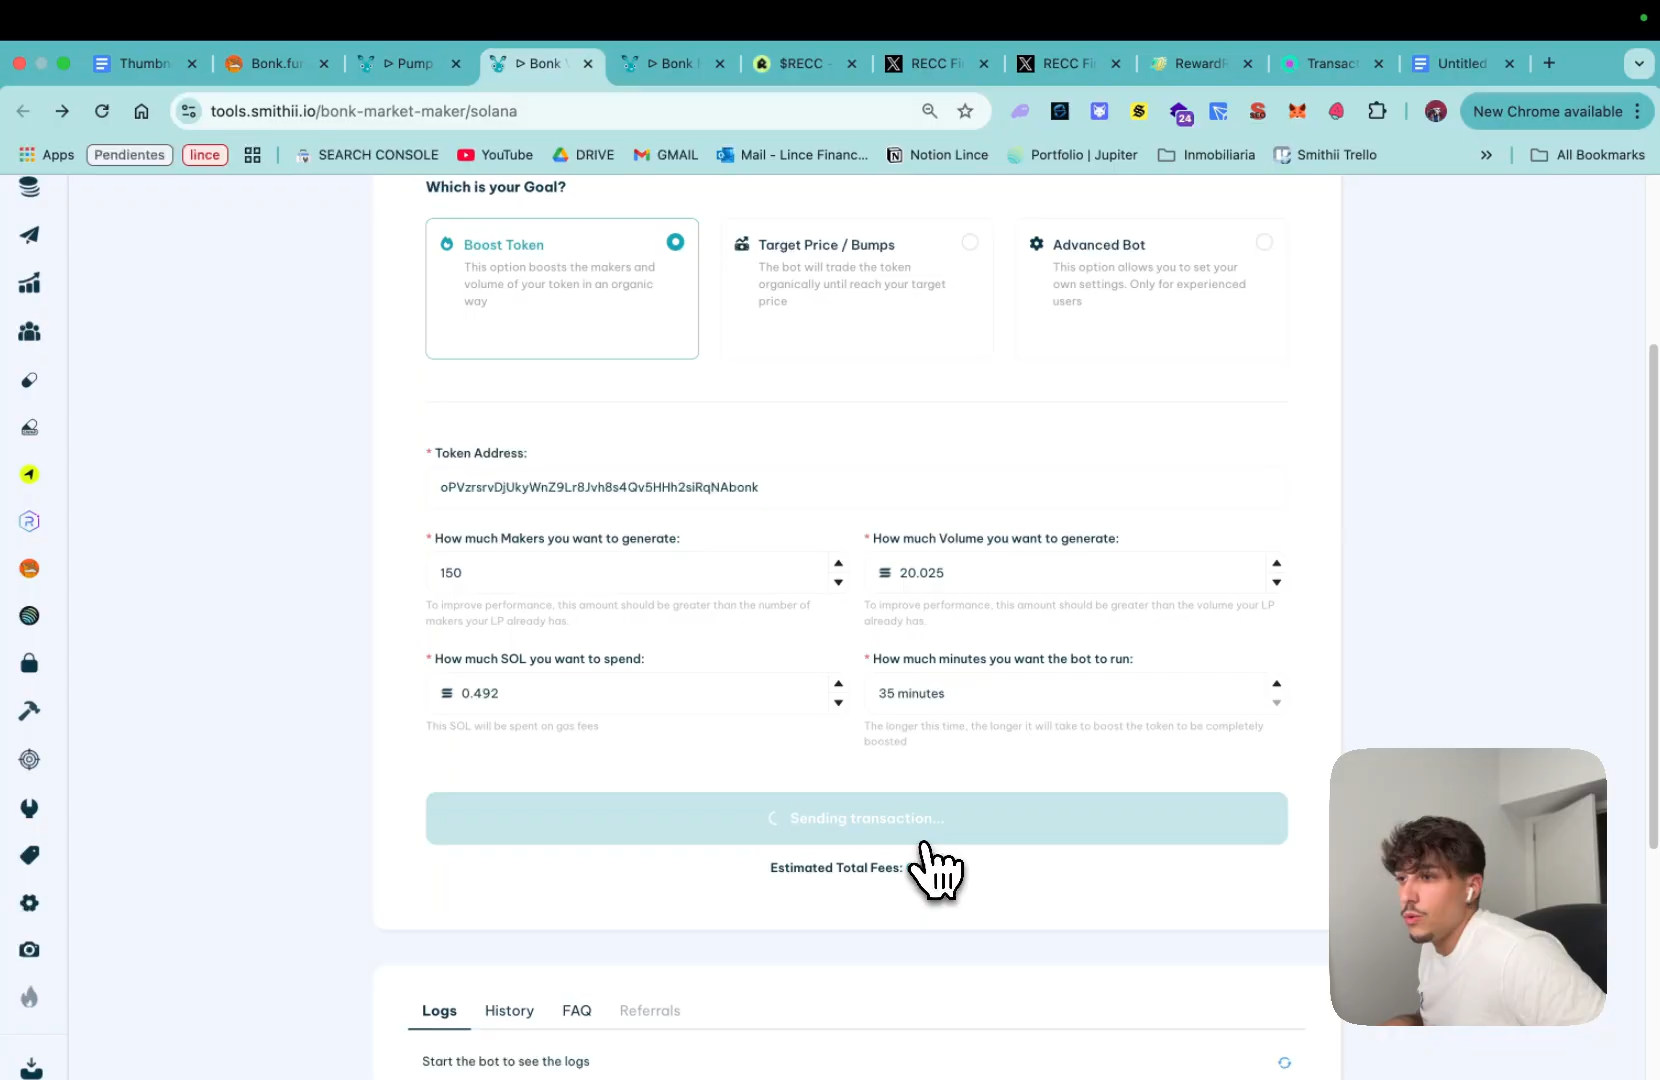 Thumbn
Bonk.fur
ᐅ Pump
ᐅ Bonk
ᐅ Bonk
$RECC -
RECC Fi
RECC Fi
RewardF
Transact
Untitled
tools.smithii.io/bonk-market-maker/solana
24
New Chrome available
Apps
Pendientes
lince
SEARCH CONSOLE
YouTube
DRIVE
GMAIL
Mail - Lince Financ...
Notion Lince
Portfolio | Jupiter
Inmobiliaria
Smithii Trello
All Bookmarks
Which is your Goal?
Boost Token
This option boosts the makers and
volume of your token in an organic
way
Target Price / Bumps
The bot will trade the token
organically until reach your target
price
Advanced Bot
This option allows you to set your
own settings. Only for experienced
users
* Token Address:
oPVzrsrvDjUkyWnZ9Lr8Jvh8s4Qv5HHh2siRqNAbonk
* How much Makers you want to generate:
150
To improve performance, this amount should be greater than the number of
makers your LP already has.
* How much Volume you want to generate:
20.025
To improve performance, this amount should be greater than the volume your LP
already has.
* How much SOL you want to spend:
0.492
This SOL will be spent on gas fees
* How much minutes you want the bot to run:
35 minutes
The longer this time, the longer it will take to boost the token to be completely
boosted
Sending transaction...
Estimated Total Fees:
Logs
History
FAQ
Referrals
Start the bot to see the logs